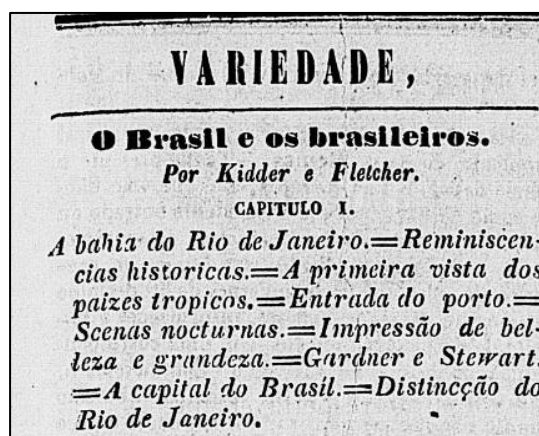 VARIEDADE,
O Brasil e os brasileiros.
Por Kidder e Fletcher.
CAPITULO I.
A bahia do Rio de Janeiro.=Reminiscen-
cias historicas.=A primeira vista dos
paizes tropicos.=Entrada do porto.=
Scenas nocturnas.=Impressão de bel-
leza e grandeza.=Gardner e Stewart.
=A capital do Brasil.=Distincção do
Rio de Janeiro.